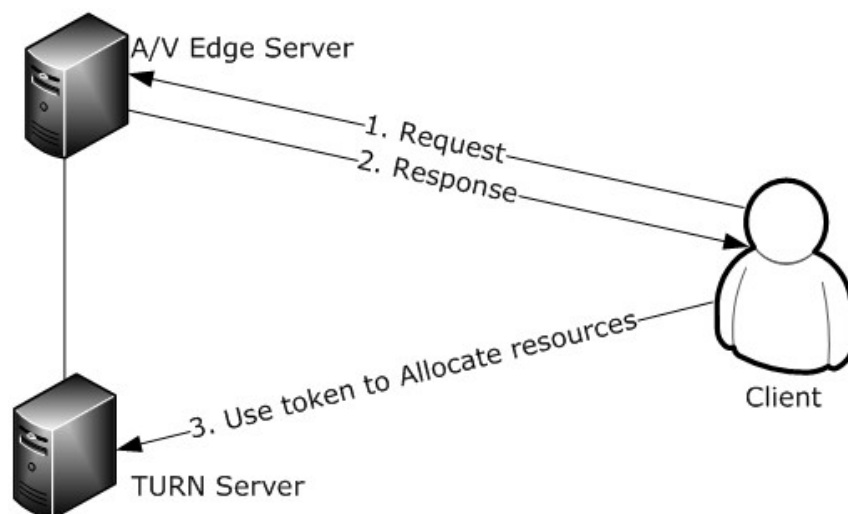 A/V Edge Server
1. Request
2. Response
3. Use token to Allocate resources
Client
TURN Server